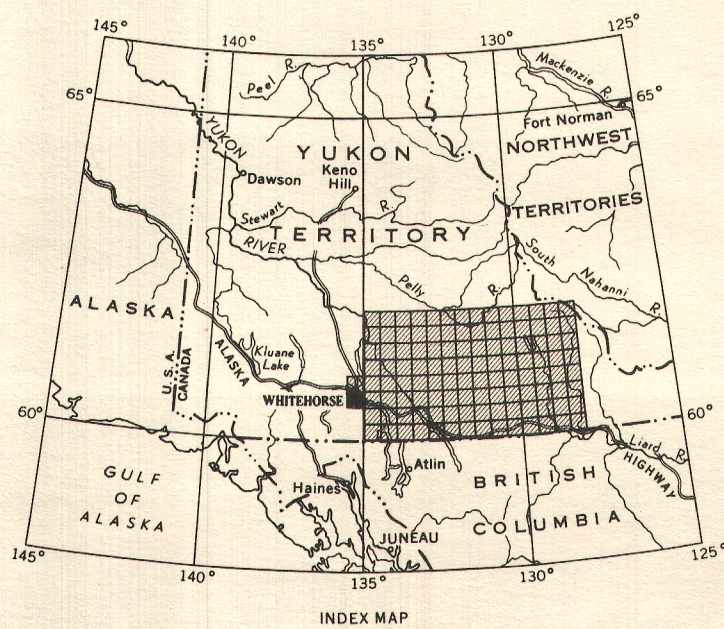 145°
140°
135°
130°
125°
Peel R.
Mackenzie R.
65°
65°
Fort Norman
YUKON
YUKON
NORTHWEST
Keno
Hill
Dawson
TERRITORIES
Stewart R.
TERRITORY
RIVER
South Nahanni R.
Pelly R.
ALASKA
U.S.A.
CANADA
ALASKA
Kluane
Lake
WHITEHORSE
60°
60°
Liard R.
HIGHWAY
Atlin
GULF
OF
ALASKA
BRITISH
Haines
COLUMBIA
JUNEAU
145°
140°
135°
130°
125°
INDEX MAP